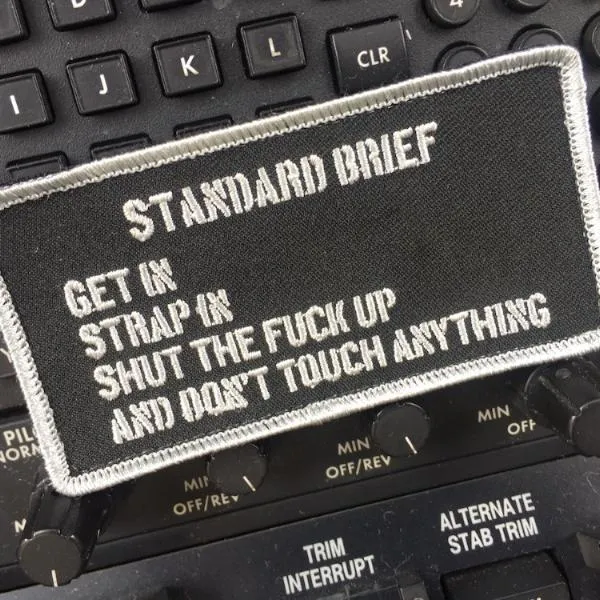 4
I J K L CLR
STANDARD BRIEF
GET IN
STRAP IN
SHUT THE FUCK UP
AND DON'T TOUCH ANYTHING
MIN
OFF
MIN
OFF/REV
MIN
OFF/REV
ALTERNATE
STAB TRIM
TRIM
INTERRUPT